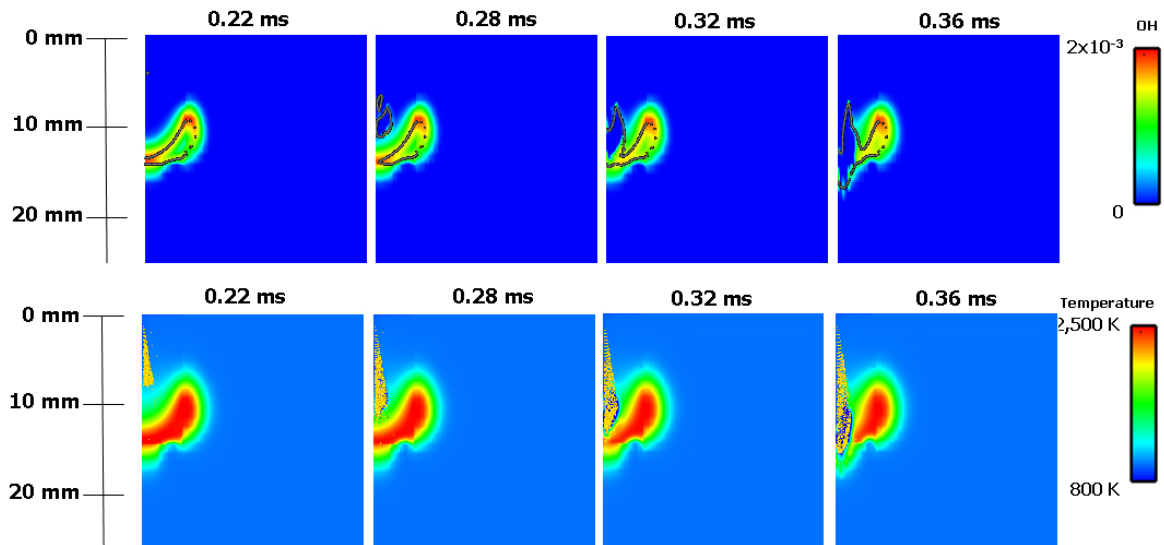 0.22 ms 0.28 ms 0.32 ms 0.36 ms OH
0 mm
2x10⁻³
10 mm
20 mm
0
0.22 ms 0.28 ms 0.32 ms 0.36 ms Temperature
0 mm
2,500 K
10 mm
20 mm
800 K